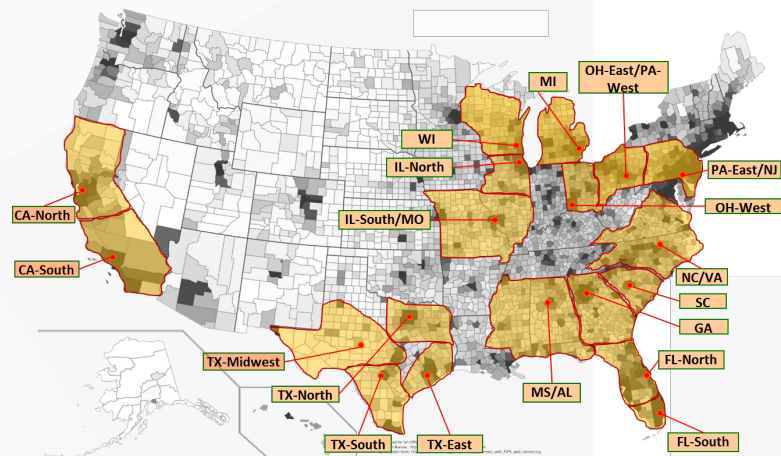 OH-East/PA-
West
MI
WI
IL-North
PA-East/NJ
CA-North
IL-South/MO
OH-West
CA-South
NC/VA
SC
GA
TX-Midwest
FL-North
TX-North
MS/AL
TX-South
TX-East
FL-South